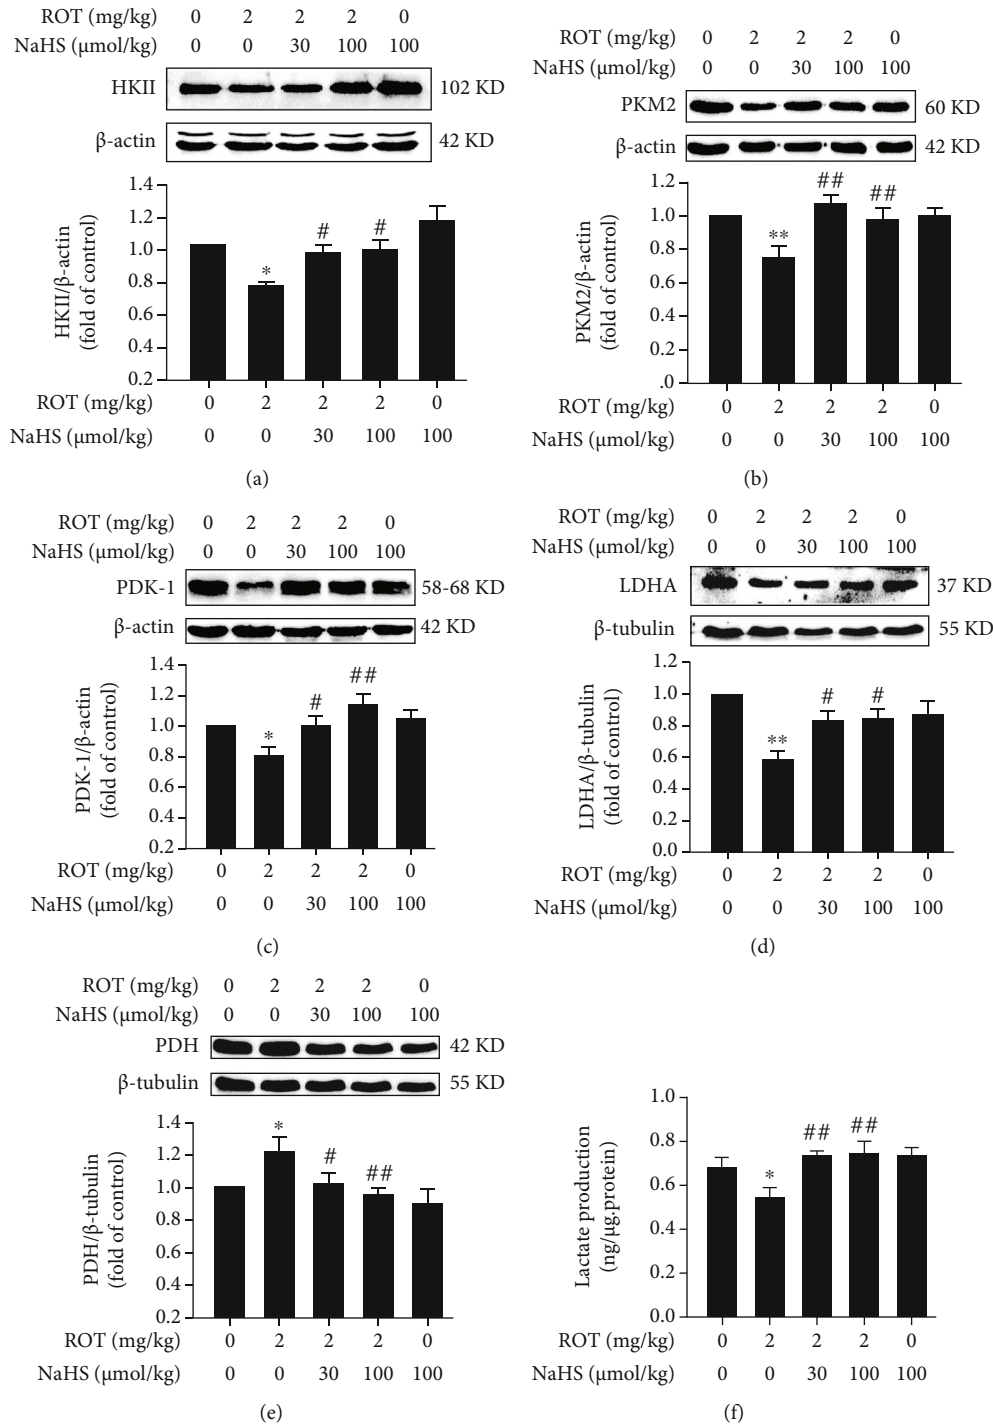 ROT (mg/kg) 0 2 2 2 0
NaHS (μmol/kg) 0 0 30 100 100
HKII 102 KD
β-actin 42 KD
1.4
1.2
1.0
0.8
0.6
0.4
0.2
HKII/β-actin
(fold of control)
* # #
ROT (mg/kg) 0 2 2 2 0
NaHS (μmol/kg) 0 0 30 100 100
(a)
ROT (mg/kg) 0 2 2 2 0
NaHS (μmol/kg) 0 0 30 100 100
PKM2 60 KD
β-actin 42 KD
1.2
1.0
0.8
0.6
0.4
0.2
.0
PKM2/β-actin
(fold of control)
** ## ##
ROT (mg/kg) 0 2 2 2 0
NaHS (μmol/kg) 0 0 30 100 100
(b)
ROT (mg/kg) 0 2 2 2 0
NaHS (μmol/kg) 0 0 30 100 100
PDK-1 58-68 KD
β-actin 42 KD
1.4
1.2
1.0
0.8
0.6
0.4
0.2
PDK-1/β-actin
(fold of control)
* # ##
ROT (mg/kg) 0 2 2 2 0
NaHS (μmol/kg) 0 0 30 100 100
(c)
ROT (mg/kg) 0 2 2 2 0
NaHS (μmol/kg) 0 0 30 100 100
LDHA 37 KD
β-tubulin 55 KD
1.2
1.0
0.8
0.6
0.4
0.2
0.0
LDHA/β-tubulin
(fold of control)
** # #
ROT (mg/kg) 0 2 2 2 0
NaHS (μmol/kg) 0 0 30 100 100
(d)
ROT (mg/kg) 0 2 2 2 0
NaHS (μmol/kg) 0 0 30 100 100
PDH 42 KD
β-tubulin 55 KD
1.4
1.2
1.0
0.8
0.6
0.4
0.2
PDH/β-tubulin
(fold of control)
* # ##
ROT (mg/kg) 0 2 2 2 0
NaHS (μmol/kg) 0 0 30 100 100
(e)
1.0
0.8
0.6
0.4
0.2
0.0
Lactate production
(ng/μg.protein)
* ## ##
ROT (mg/kg) 0 2 2 2 0
NaHS (μmol/kg) 0 0 30 100 100
(f)